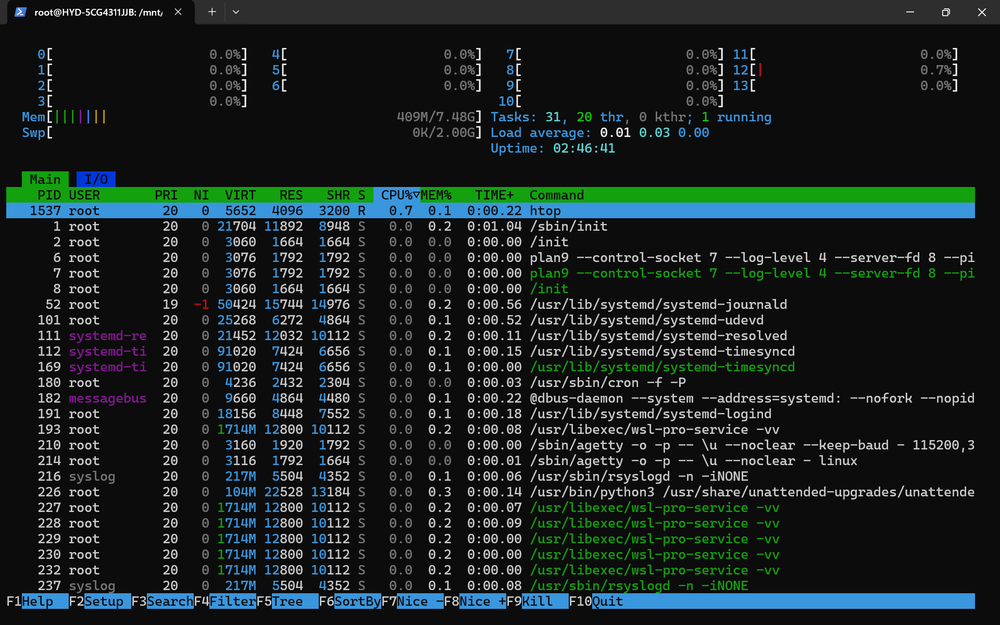 root@HYD-5CG4311JJB: /mnt/
0[ 0.0%] 4[ 0.0%] 7[ 0.0%] 11[ 0.0%]
1[ 0.0%] 5[ 0.0%] 8[ 0.0%] 12[| 0.7%]
2[ 0.0%] 6[ 0.0%] 9[ 0.0%] 13[ 0.0%]
3[ 0.0%] 10[ 0.0%]
Mem[||||||| 409M/7.48G] Tasks: 31, 20 thr, 0 kthr; 1 running
Swp[ 0K/2.00G] Load average: 0.01 0.03 0.00
Uptime: 02:46:41
Main I/O
PID USER PRI NI VIRT RES SHR S CPU%▽MEM% TIME+ Command
1537 root 20 0 5652 4096 3200 R 0.7 0.1 0:00.22 htop
1 root 20 0 21704 11892 8948 S 0.0 0.2 0:01.04 /sbin/init
2 root 20 0 3060 1664 1664 S 0.0 0.0 0:00.00 /init
6 root 20 0 3076 1792 1792 S 0.0 0.0 0:00.00 plan9 --control-socket 7 --log-level 4 --server-fd 8 --pi
7 root 20 0 3076 1792 1792 S 0.0 0.0 0:00.00 plan9 --control-socket 7 --log-level 4 --server-fd 8 --pi
8 root 20 0 3060 1664 1664 S 0.0 0.0 0:00.00 /init
52 root 19 -1 50424 15744 14976 S 0.0 0.2 0:00.56 /usr/lib/systemd/systemd-journald
101 root 20 0 25268 6272 4864 S 0.0 0.1 0:00.52 /usr/lib/systemd/systemd-udevd
111 systemd-re 20 0 21452 12032 10112 S 0.0 0.2 0:00.11 /usr/lib/systemd/systemd-resolved
112 systemd-ti 20 0 91020 7424 6656 S 0.0 0.1 0:00.15 /usr/lib/systemd/systemd-timesyncd
169 systemd-ti 20 0 91020 7424 6656 S 0.0 0.1 0:00.00 /usr/lib/systemd/systemd-timesyncd
180 root 20 0 4236 2432 2304 S 0.0 0.0 0:00.03 /usr/sbin/cron -f -P
182 messagebus 20 0 9660 4864 4480 S 0.0 0.1 0:00.22 @dbus-daemon --system --address=systemd: --nofork --nopid
191 root 20 0 18156 8448 7552 S 0.0 0.1 0:00.18 /usr/lib/systemd/systemd-logind
193 root 20 0 1714M 12800 10112 S 0.0 0.2 0:00.08 /usr/libexec/wsl-pro-service -vv
210 root 20 0 3160 1920 1792 S 0.0 0.0 0:00.00 /sbin/agetty -o -p -- \u --noclear --keep-baud - 115200,3
214 root 20 0 3116 1792 1664 S 0.0 0.0 0:00.01 /sbin/agetty -o -p -- \u --noclear - linux
216 syslog 20 0 217M 5504 4352 S 0.0 0.1 0:00.06 /usr/sbin/rsyslogd -n -iNONE
226 root 20 0 104M 22528 13184 S 0.0 0.3 0:00.14 /usr/bin/python3 /usr/share/unattended-upgrades/unattende
227 root 20 0 1714M 12800 10112 S 0.0 0.2 0:00.07 /usr/libexec/wsl-pro-service -vv
228 root 20 0 1714M 12800 10112 S 0.0 0.2 0:00.09 /usr/libexec/wsl-pro-service -vv
229 root 20 0 1714M 12800 10112 S 0.0 0.2 0:00.00 /usr/libexec/wsl-pro-service -vv
230 root 20 0 1714M 12800 10112 S 0.0 0.2 0:00.00 /usr/libexec/wsl-pro-service -vv
232 root 20 0 1714M 12800 10112 S 0.0 0.2 0:00.00 /usr/libexec/wsl-pro-service -vv
237 syslog 20 0 217M 5504 4352 S 0.0 0.1 0:00.08 /usr/sbin/rsyslogd -n -iNONE
F1Help F2Setup F3SearchF4FilterF5Tree F6SortByF7Nice -F8Nice +F9Kill F10Quit